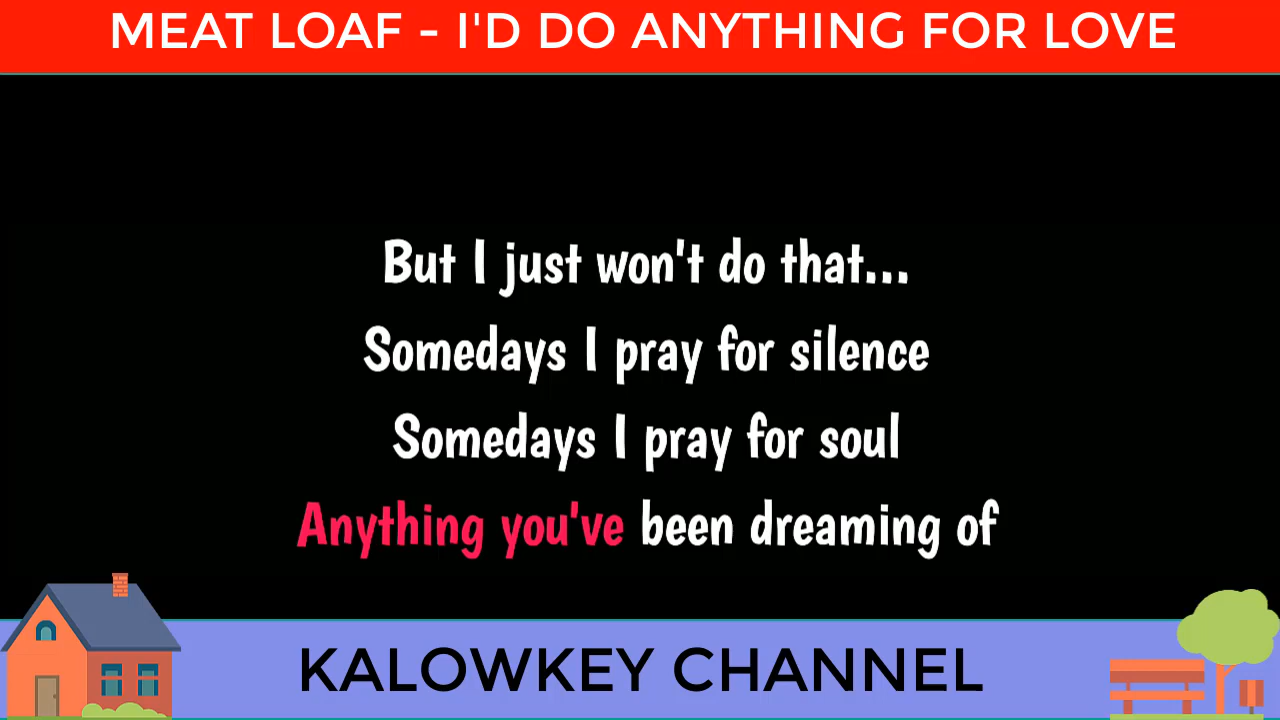 MEAT LOAF - I'D DO ANYTHING FOR LOVE
But I just won't do that...
Somedays I pray for silence
Somedays I pray for soul
Anything you've been dreaming of
KALOWKEY CHANNEL